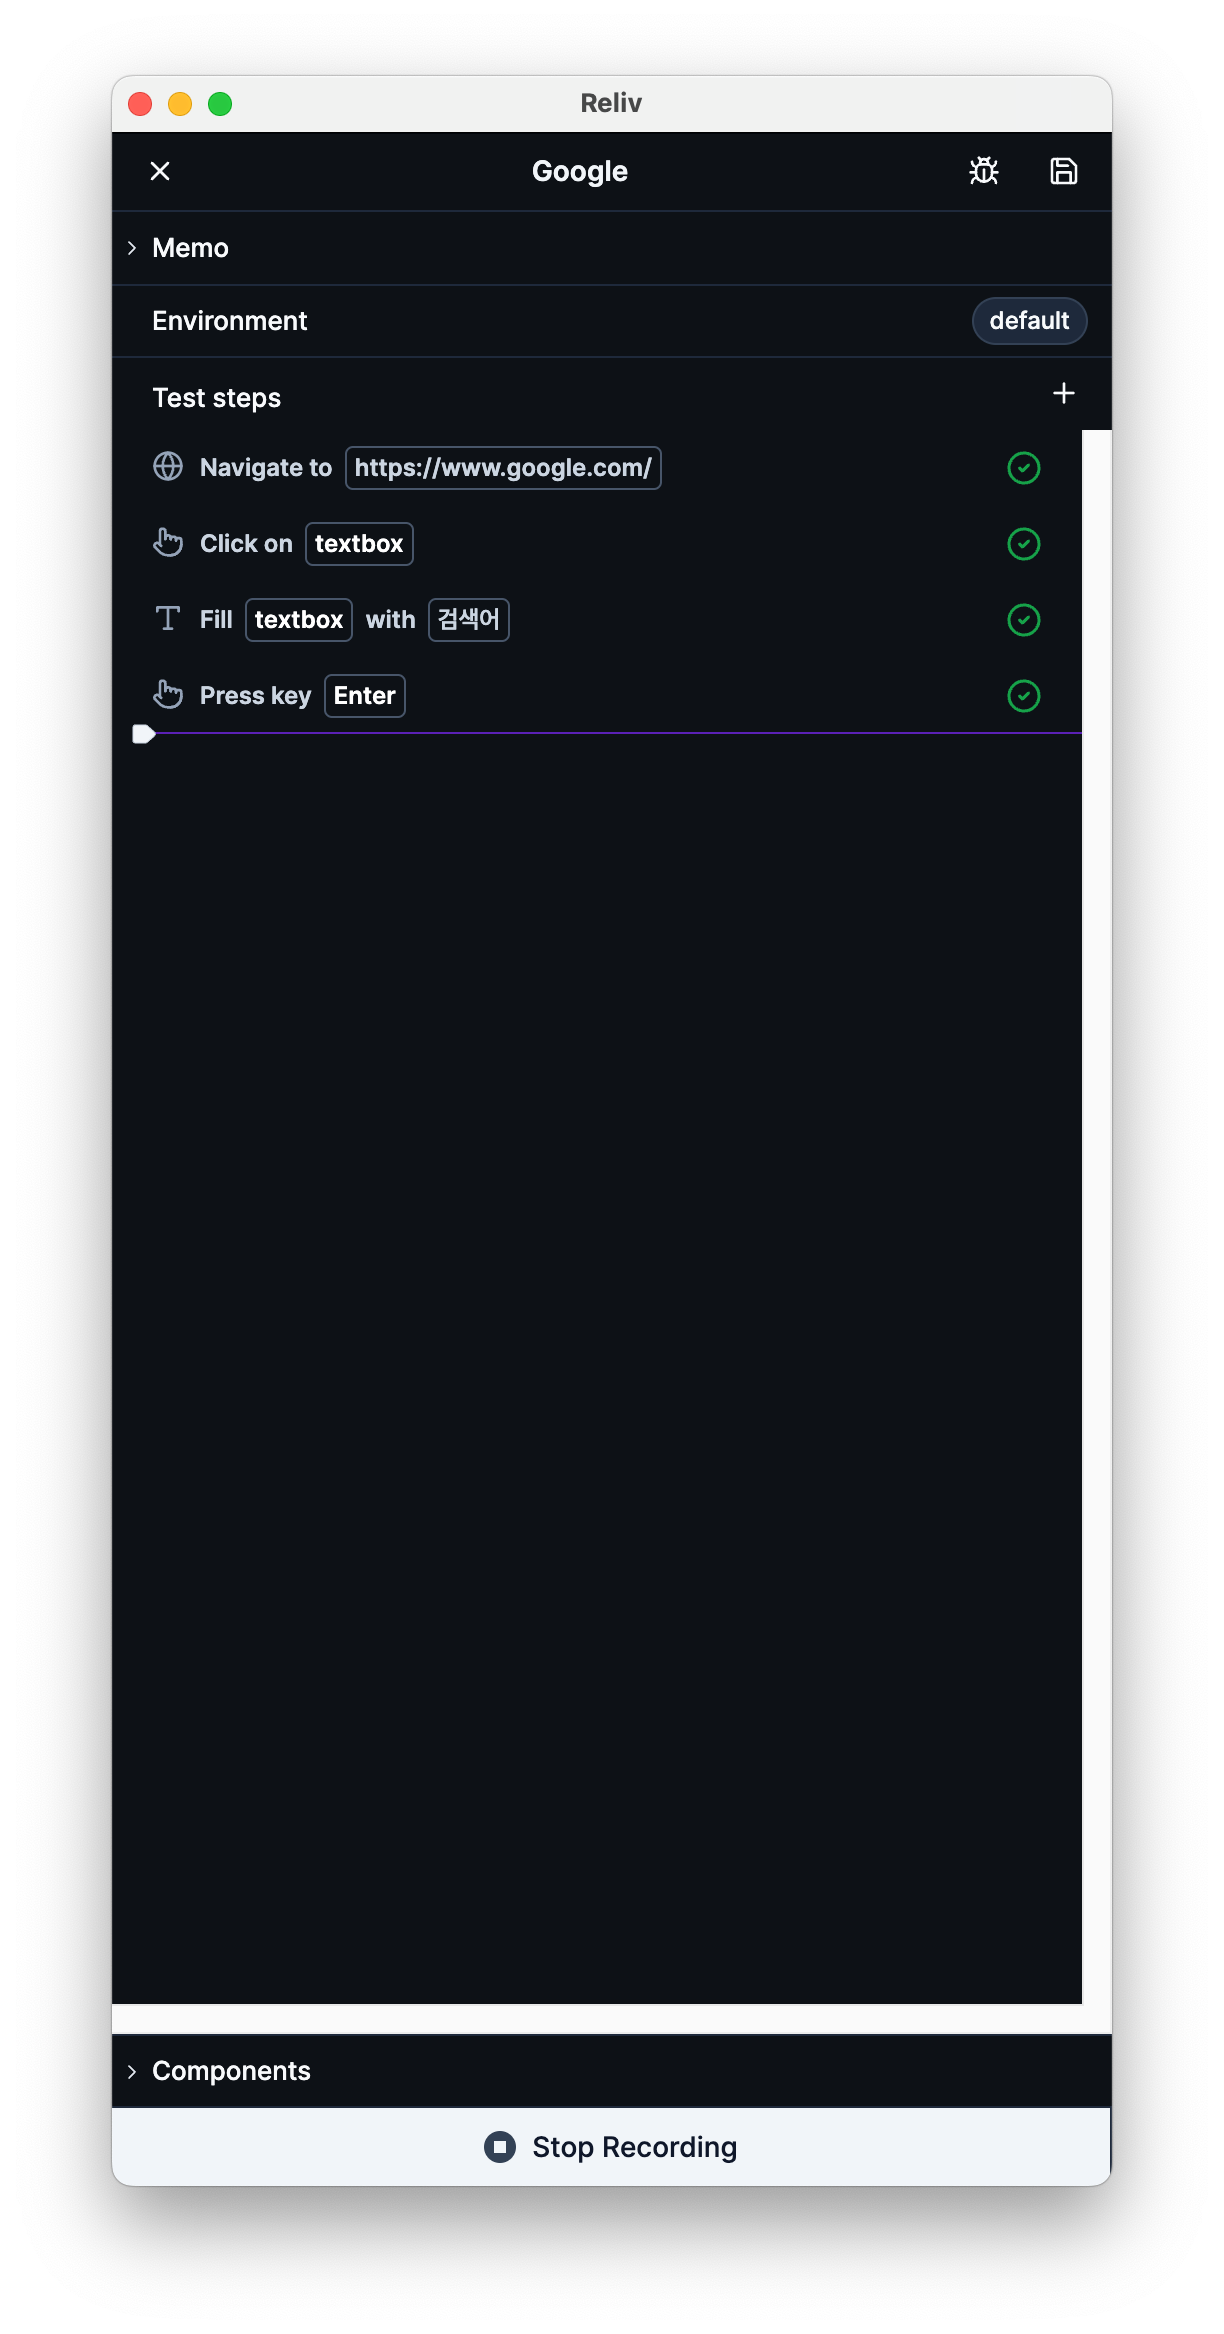 Reliv
Google
Memo
Environment default
Test steps
Navigate to https://www.google.com/
Click on textbox
Fill textbox with 검색어
Press key Enter
Components
Stop Recording